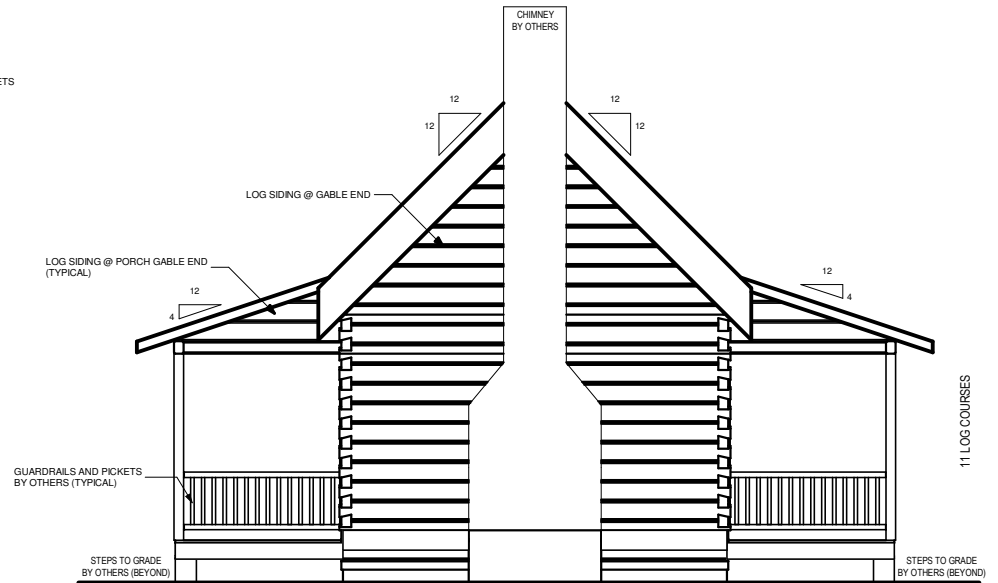 CHIMNEY
BY OTHERS
ETS
12
12
12
12
LOG SIDING @ GABLE END
LOG SIDING @ PORCH GABLE END
(TYPICAL)
12
4
12
4
11 LOG COURSES
GUARDRAILS AND PICKETS
BY OTHERS (TYPICAL)
STEPS TO GRADE
BY OTHERS (BEYOND)
STEPS TO GRADE
BY OTHERS (BEYOND)